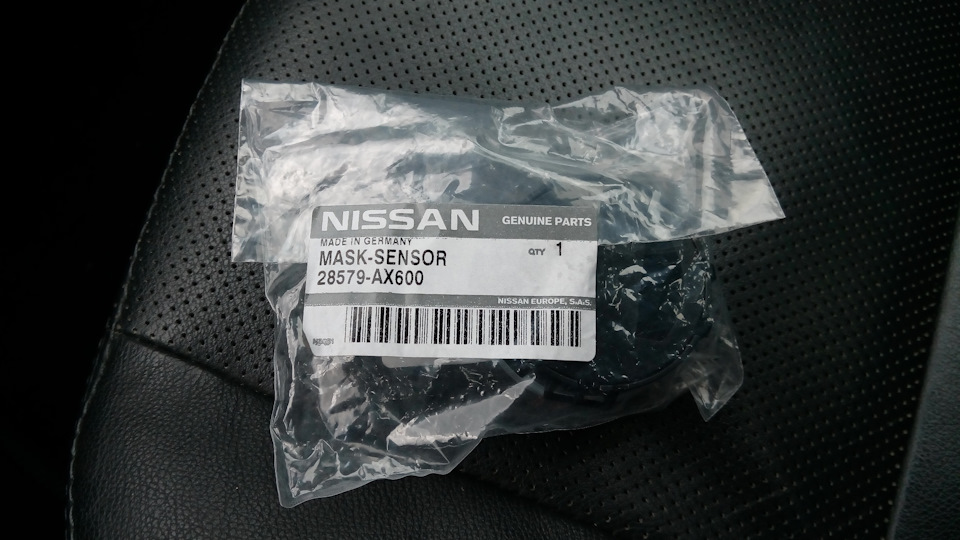 NISSAN GENUINE PARTS
MADE IN GERMANY
MASK-SENSOR QTY 1
28579-AX600
NISSAN EUROPE, S.A.S.